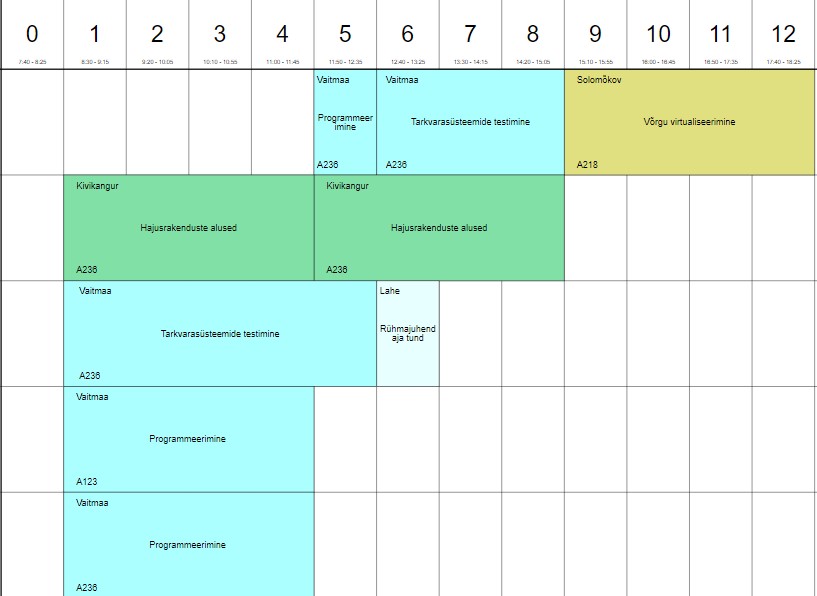 0 1 2 3 4 5 6 7 8 9 10 11 12
7:40 - 8:25 8:30 - 9:15 9:20 - 10:05 10:10 - 10:55 11:00 - 11:45 11:50 - 12:35 12:40 - 13:25 13:30 - 14:15 14:20 - 15:05 15:10 - 15:55 16:00 - 16:45 16:50 - 17:35 17:40 - 18:25
Vaitmaa
Programmeer
imine
A236
Vaitmaa
Tarkvarasüsteemide testimine
A236
Solomõkov
Võrgu virtualiseerimine
A218
Kivikangur
Hajusrakenduste alused
A236
Kivikangur
Hajusrakenduste alused
A236
Vaitmaa
Tarkvarasüsteemide testimine
A236
Lahe
Rühmajuhend
aja tund
Vaitmaa
Programmeerimine
A123
Vaitmaa
Programmeerimine
A236